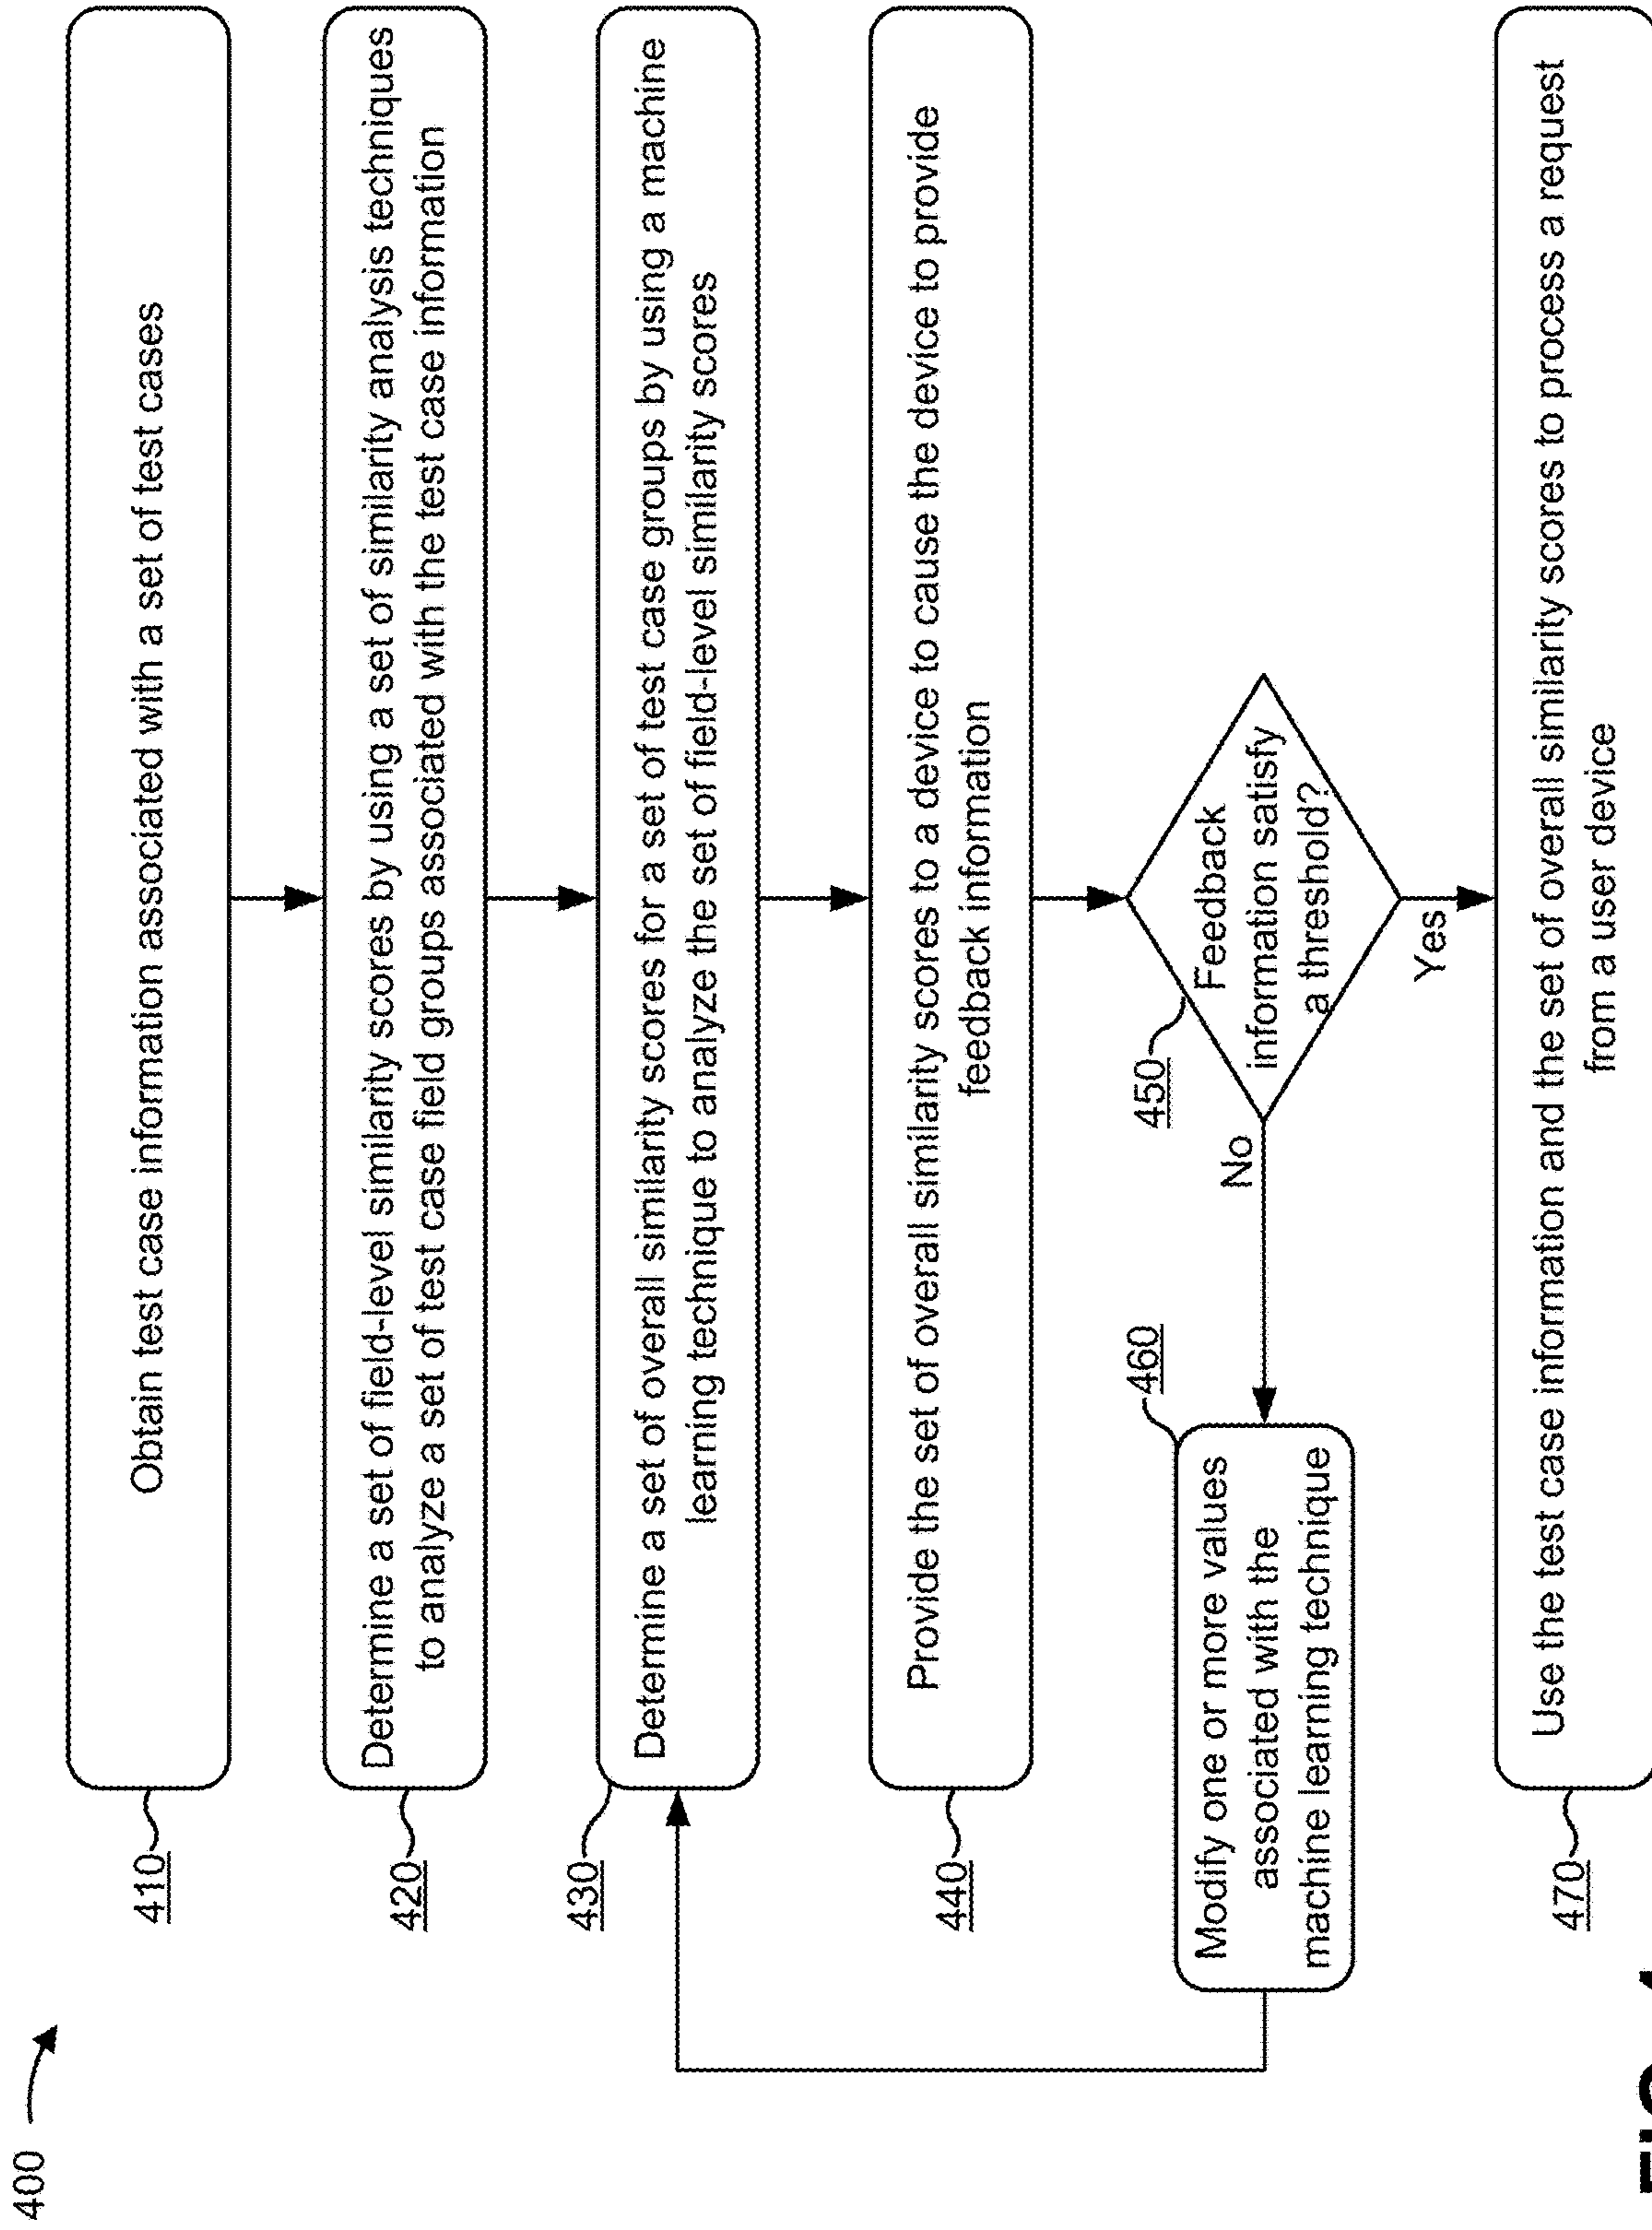 400
410
Obtain test case information associated with a set of test cases
420
Determine a set of field-level similarity scores by using a set of similarity analysis techniques
to analyze a set of test case field groups associated with the test case information
430
Determine a set of overall similarity scores for a set of test case groups by using a machine
learning technique to analyze the set of field-level similarity scores
440
Provide the set of overall similarity scores to a device to cause the device to provide
feedback information
450
Feedback
information satisfy
a threshold?
No
Yes
460
Modify one or more values
associated with the
machine learning technique
470
Use the test case information and the set of overall similarity scores to process a request
from a user device